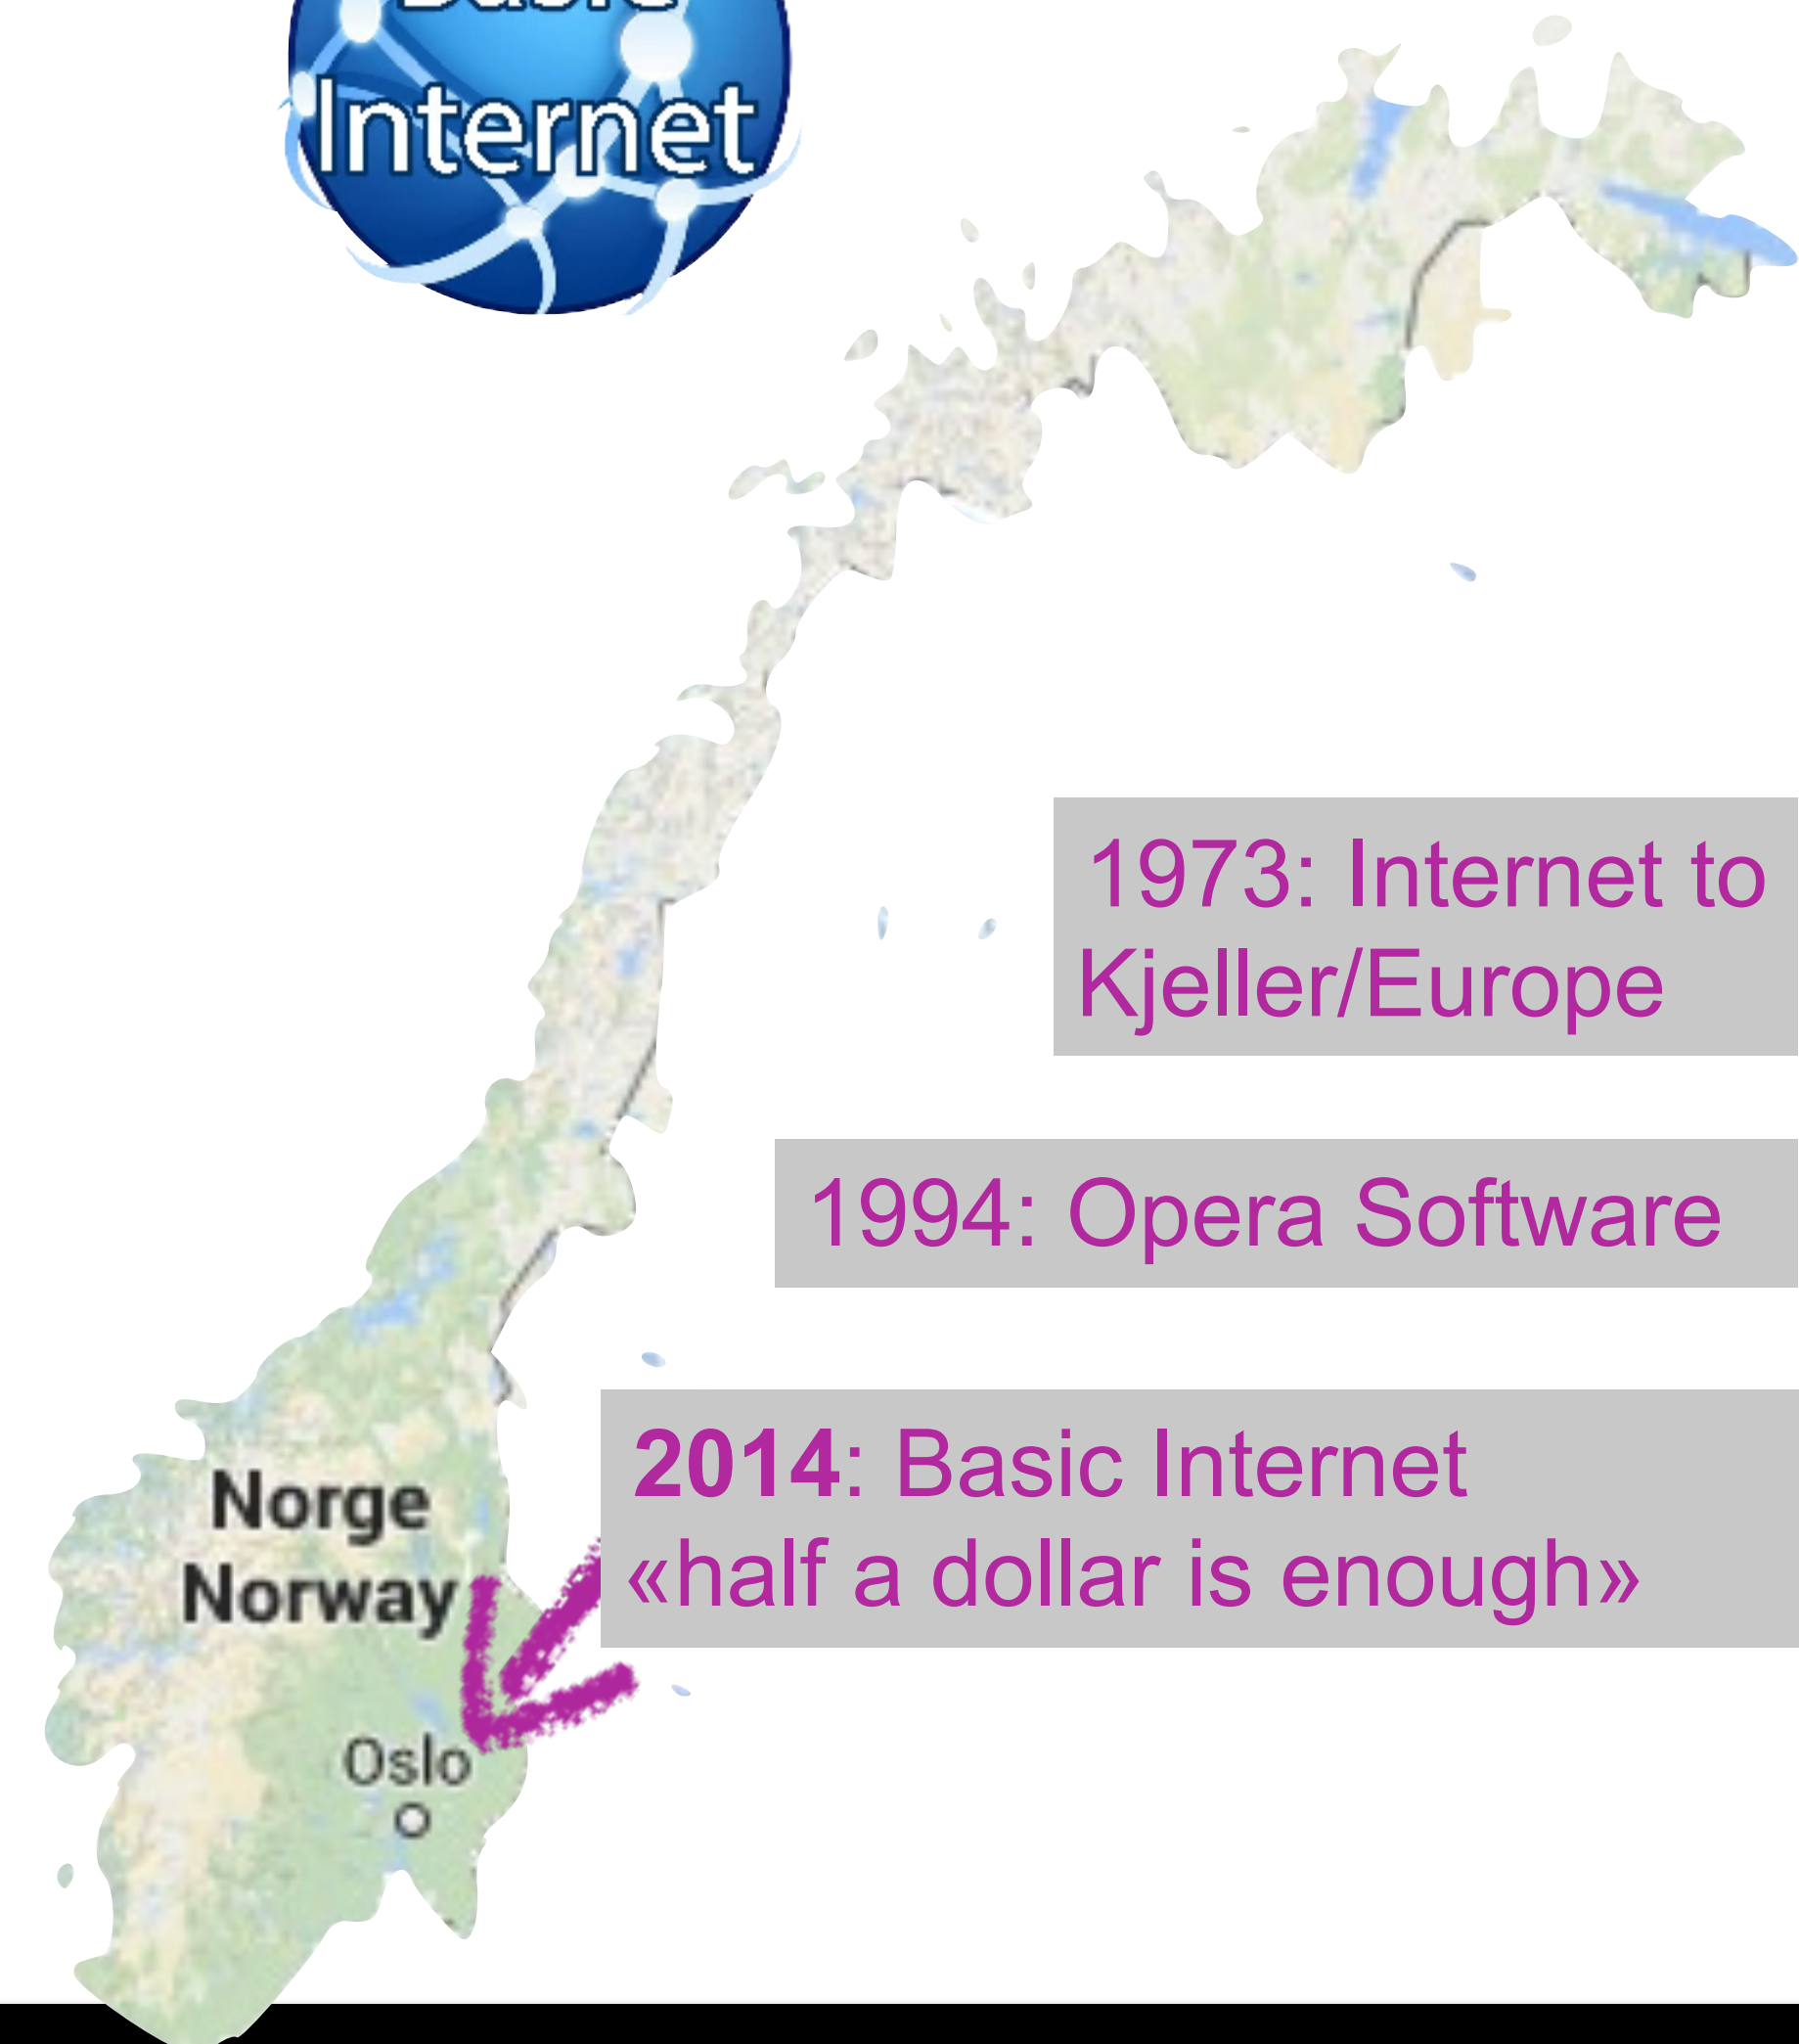 Basic
Internet
1973: Internet to
Kjeller/Europe
1994: Opera Software
2014: Basic Internet
«half a dollar is enough»
Norge
Norway
Oslo